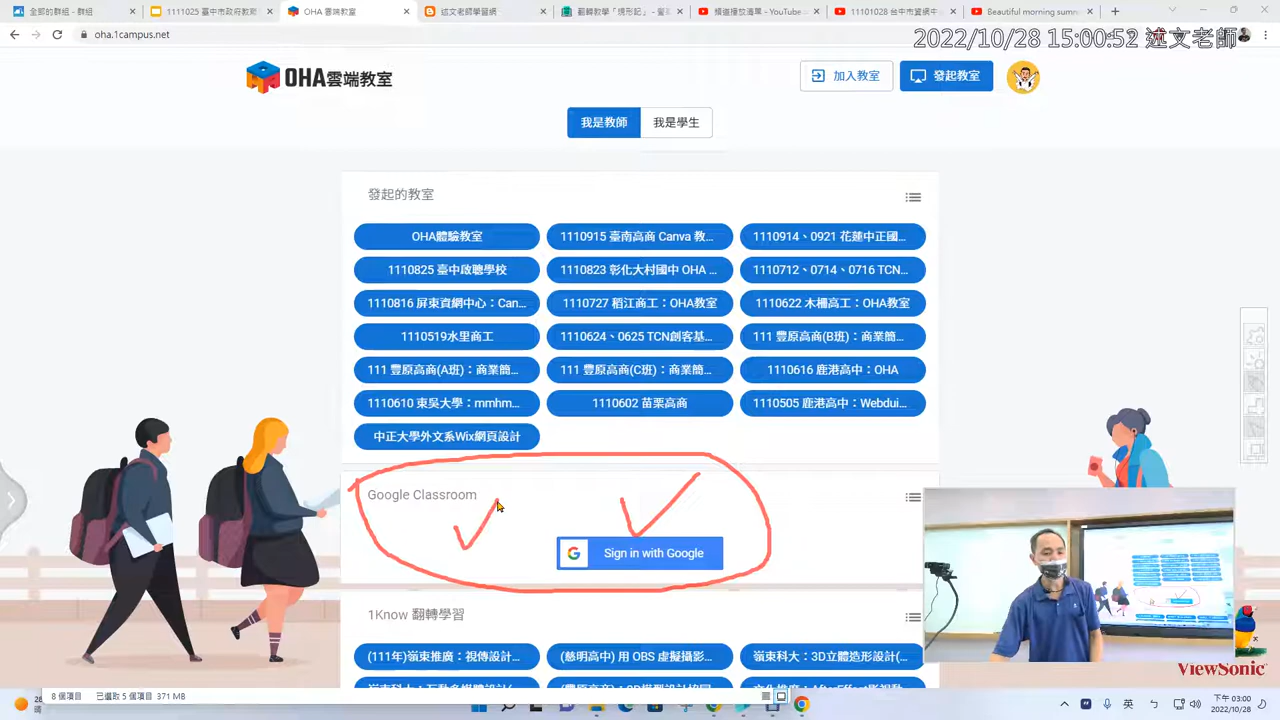 全部的 - 群組
1111025 臺中市政府教
OHA 雲端教室
述文老師學習網
頻道播放清單 - YouTube
11101028 台中市資網中
Beautiful morning sum
oha.1campus.net
2022/10/28 15:00:52 述文老師
OHA雲端教室
加入教室
發起教室
我是教師
我是學生
發起的教室
OHA體驗教室
1110915 臺南高商 Canva 教...
1110914、0921 花蓮中正國...
1110825 臺中啟聰學校
1110823 彰化大村國中 OHA ...
1110712、0714、0716 TCN...
1110816 屏東資網中心：Can...
1110727 稻江商工：OHA教室
1110622 木柵高工：OHA教室
1110519水里商工
1110624、0625 TCN創客基...
111 豐原高商(B班)：商業簡...
111 豐原高商(A班)：商業簡...
111 豐原高商(C班)：商業簡...
1110616 鹿港高中：OHA
1110610 東吳大學：mmhm...
1110602 苗栗高商
1110505 鹿港高中：Webdui...
中正大學外文系Wix網頁設計
Google Classroom
Sign in with Google
1Know 翻轉學習
(111年)嶺東推廣：視傳設計...
(慈明高中) 用 OBS 虛擬攝影...
嶺東科大：3D立體造形設計(...
ViewSonic
8 個項目
已選取 5 個項目 371 MB
英
下午 03:00
2022/10/28